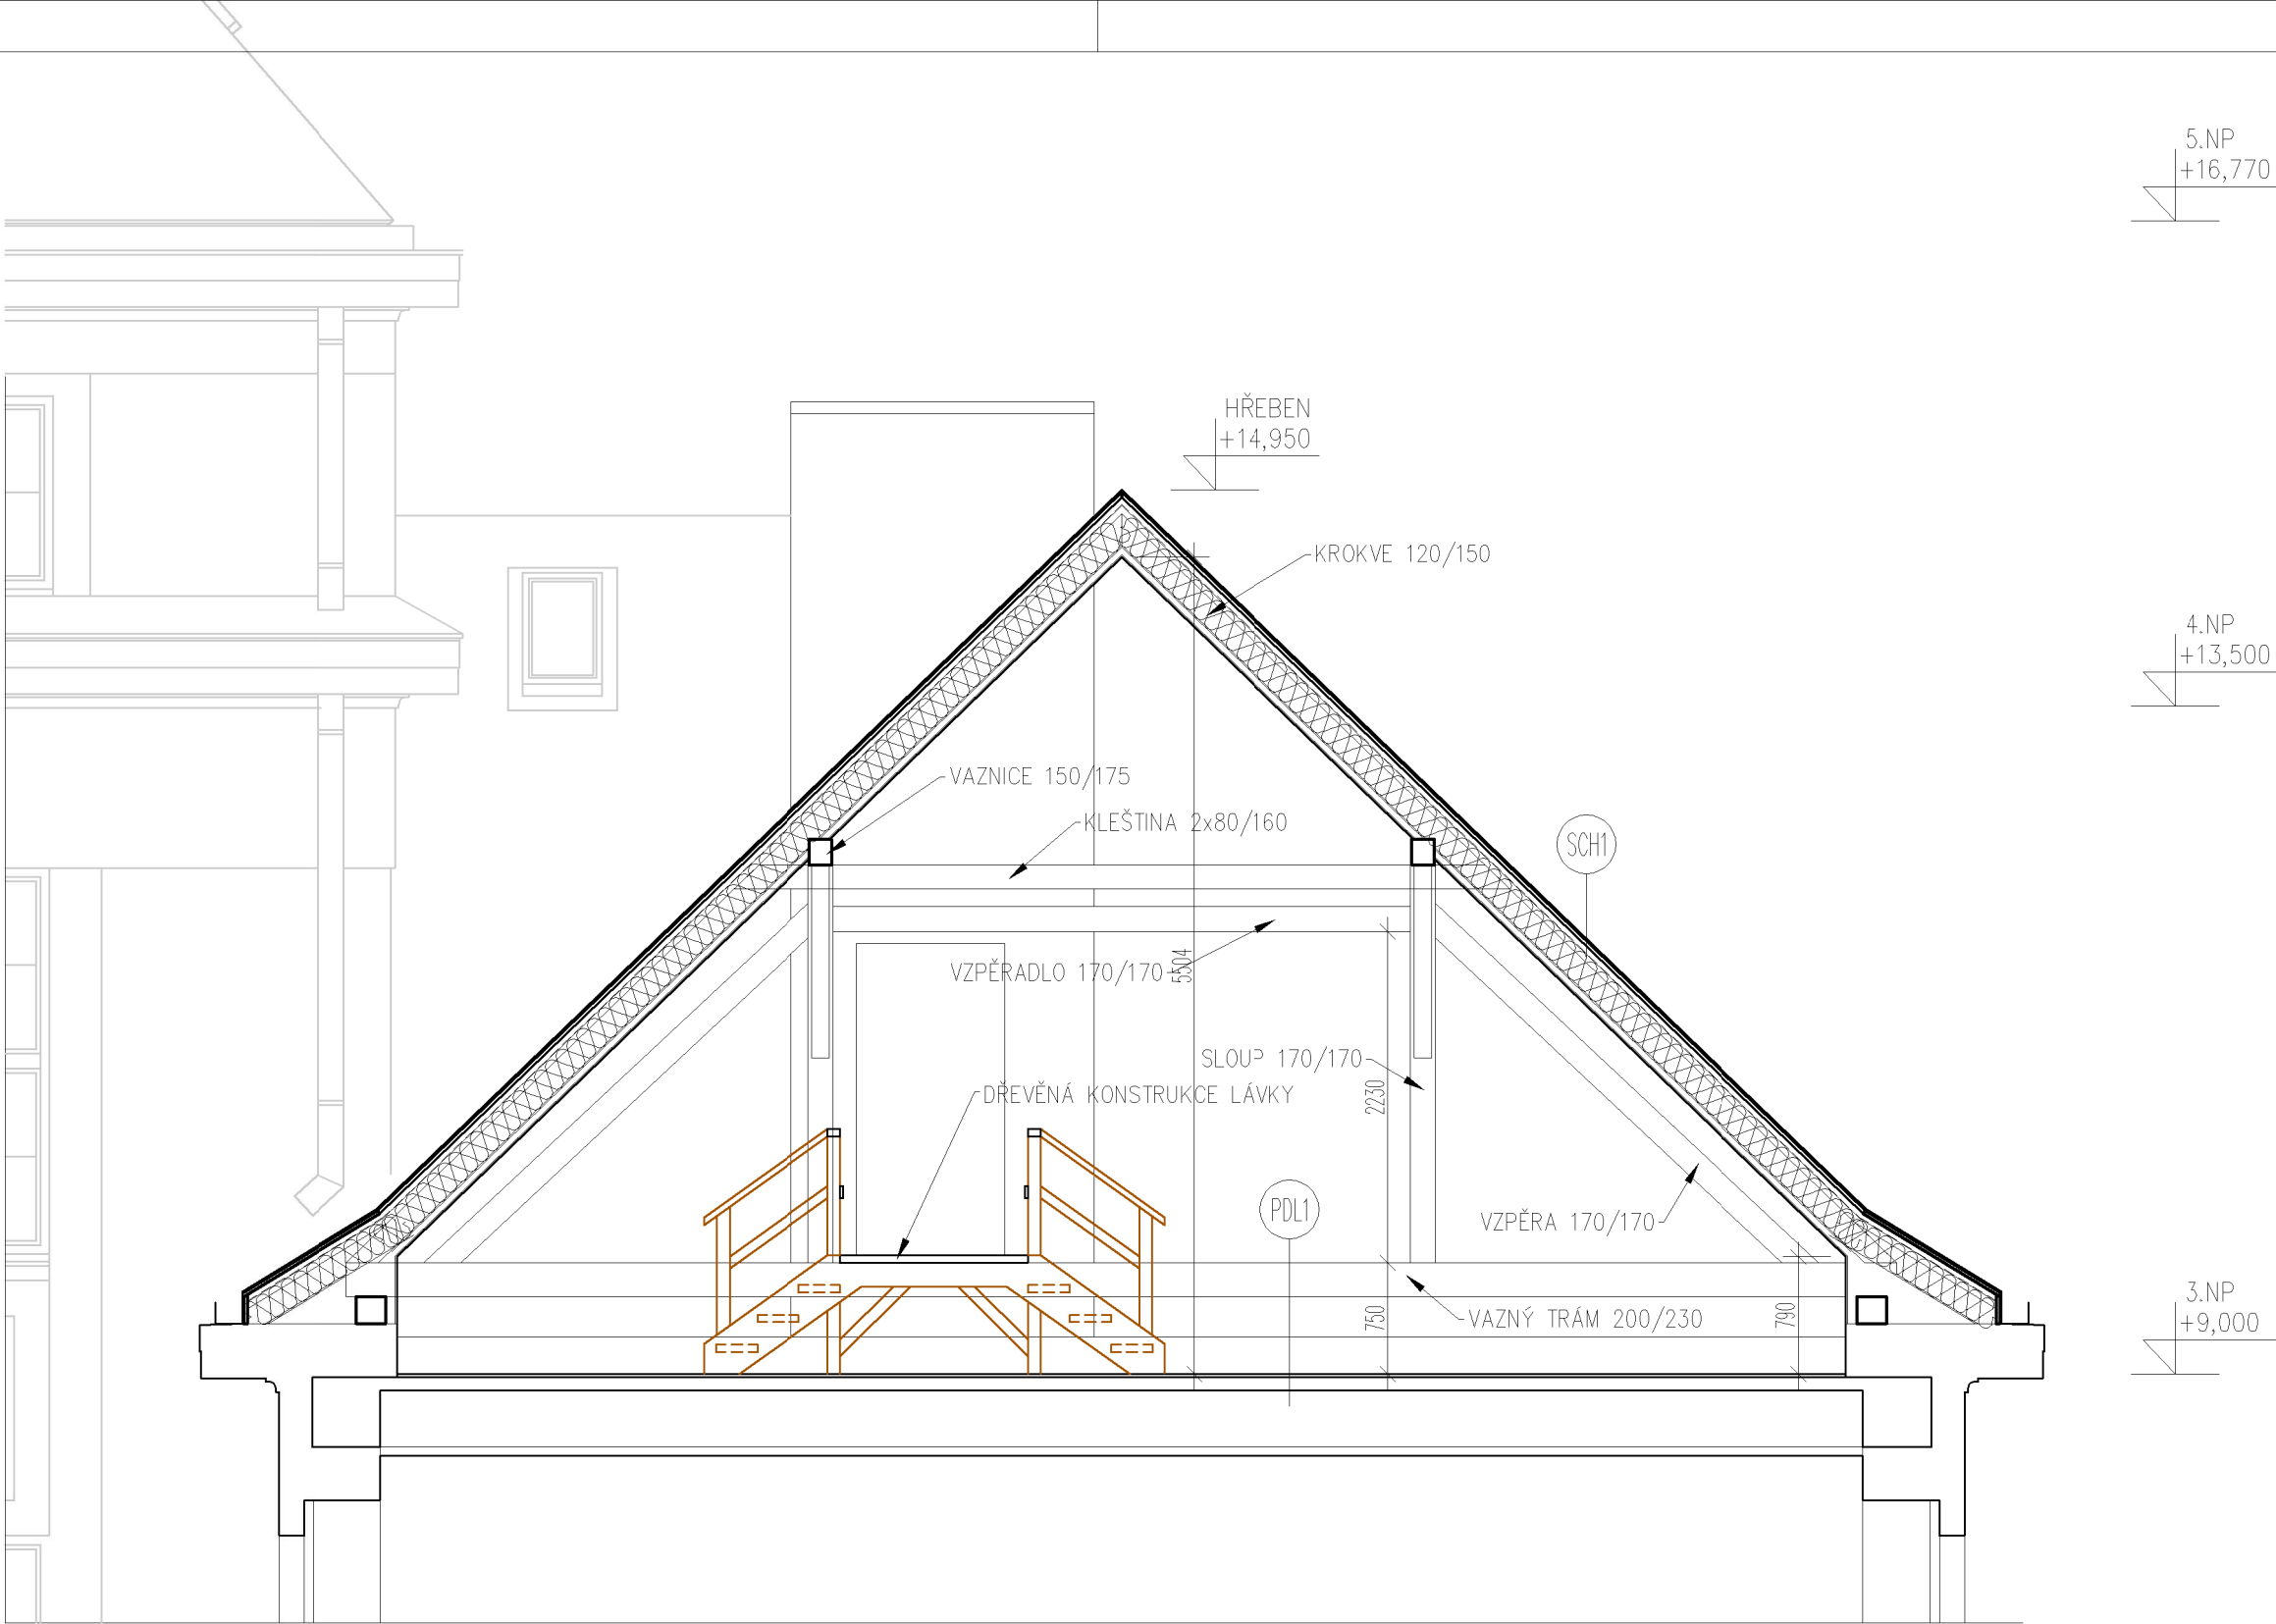 5.NP
+16,770
HŘEBEN
+14,950
KROKVE 120/150
4.NP
+13,500
VAZNICE 150/175
KLEŠTINA 2x80/160
SCH1
VZPĚRADLO 170/170
5504
SLOUP 170/170
2230
DŘEVĚNÁ KONSTRUKCE LÁVKY
PDL1
VZPĚRA 170/170
3.NP
+9,000
750
VAZNÝ TRÁM 200/230
790